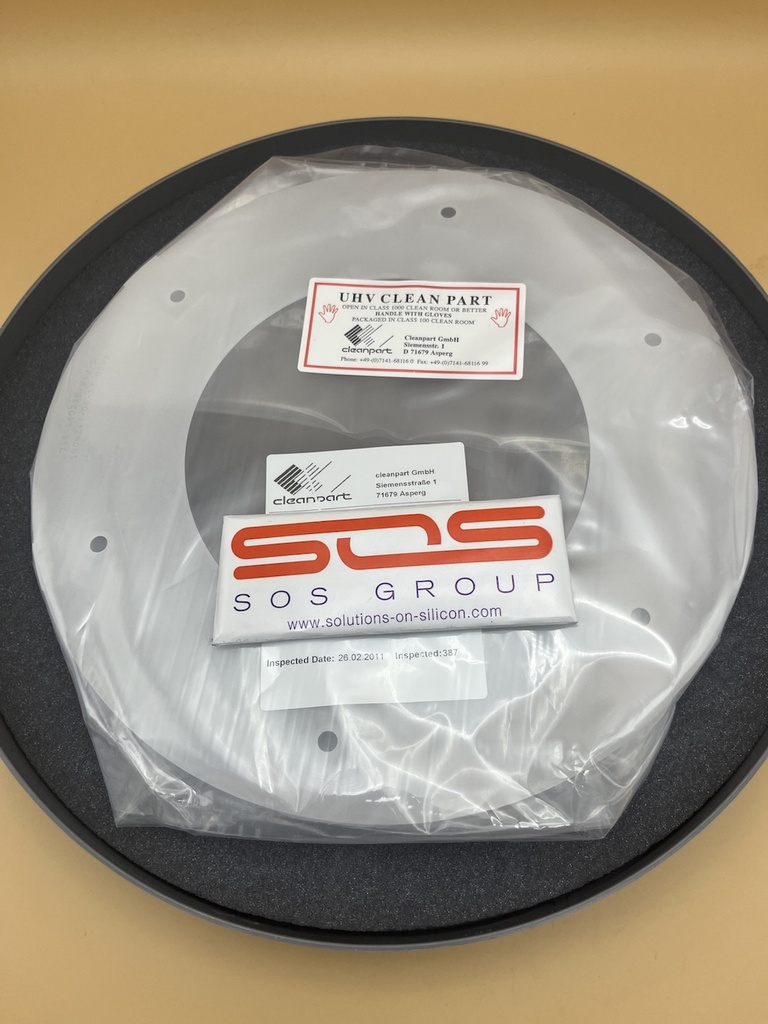 UHV CLEAN PART
OPEN IN CLASS 1000 CLEAN ROOM OR BETTER
HANDLE WITH GLOVES
PACKAGED IN CLASS 100 CLEAN ROOM
cleanpart
Cleanpart GmbH
Siemensstr. 1
D 71679 Asperg
Phone: +49-(0)7141-68116 0 Fax: +49-(0)7141-68116 99
cleanpart
cleanpart GmbH
Siemensstraße 1
71679 Asperg
SOS
SOS GROUP
www.solutions-on-silicon.com
Inspected Date: 26.02.2011 Inspected:387